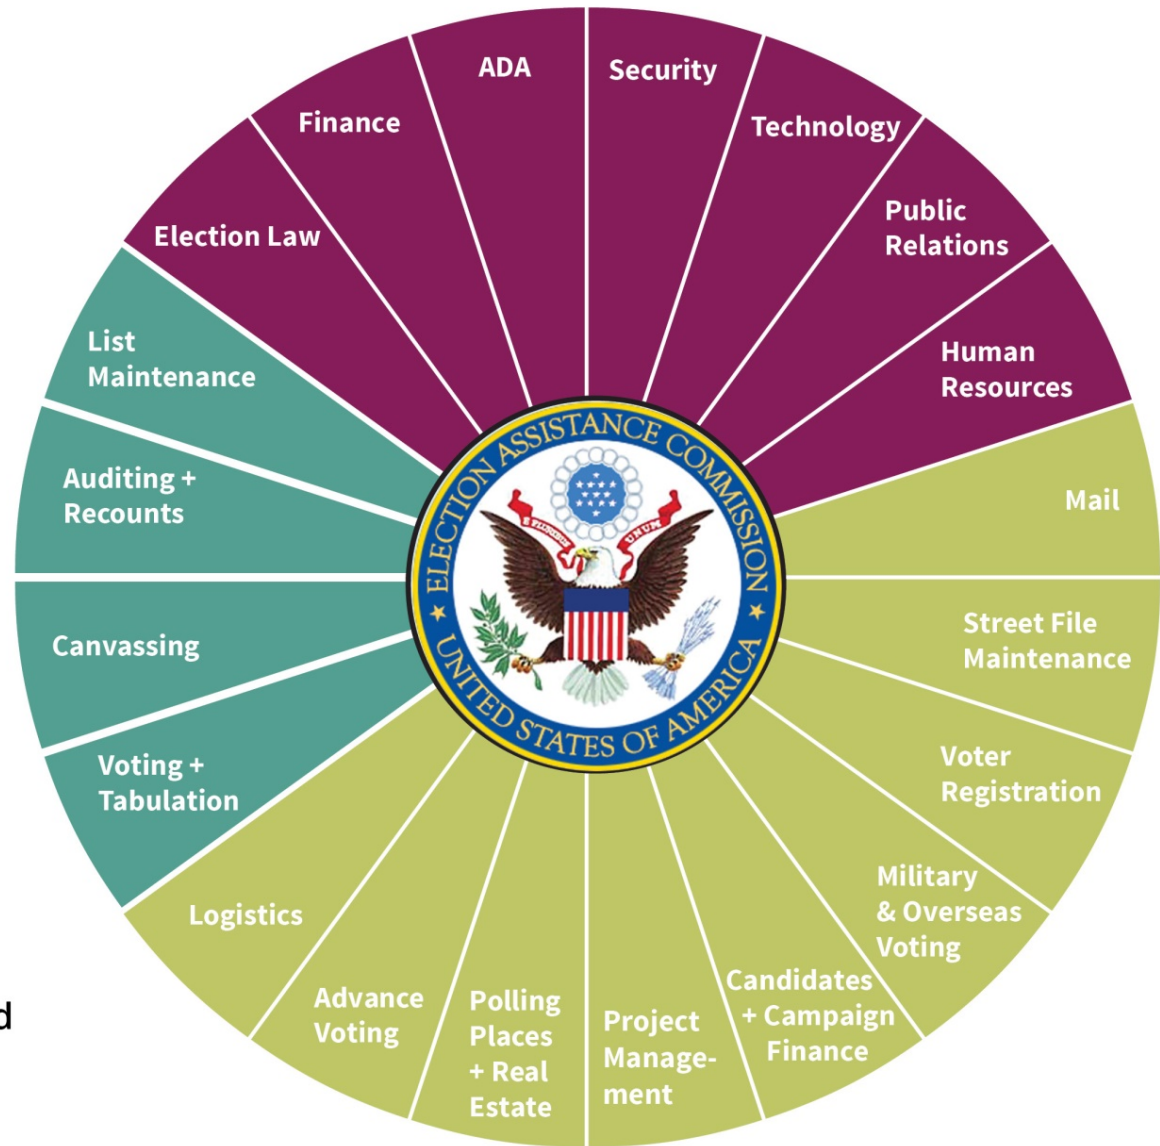 ADA
Security
Technology
Public
Relations
Human
Resources
Mail
Street File
Maintenance
Voter
Registration
Military
& Overseas
Voting
Candidates
+ Campaign
Finance
Project
Manage-
ment
Polling
Places
+ Real
Estate
Advance
Voting
Logistics
Voting +
Tabulation
Canvassing
Auditing +
Recounts
List
Maintenance
Election Law
Finance
ELECTION ASSISTANCE COMMISSION
UNITED STATES OF AMERICA
E PLURIBUS UNUM
d